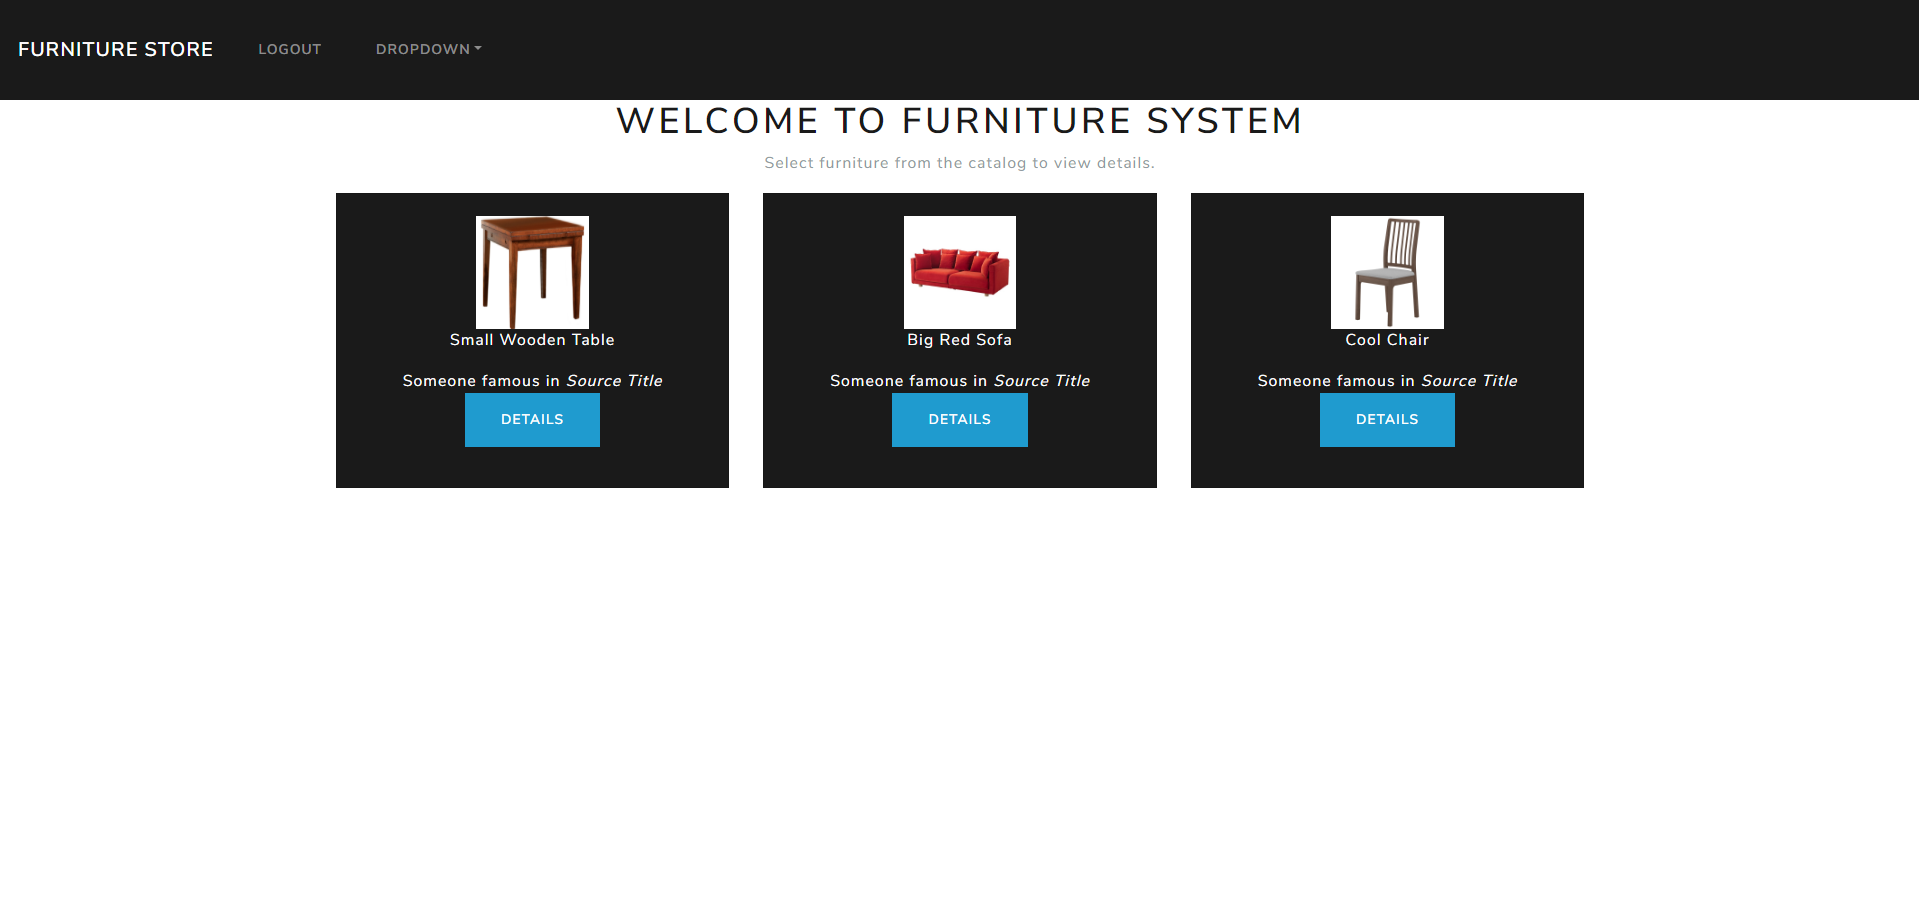 FURNITURE STORE LOGOUT DROPDOWN
WELCOME TO FURNITURE SYSTEM
Select furniture from the catalog to view details.
Small Wooden Table
Someone famous in Source Title
DETAILS
Big Red Sofa
Someone famous in Source Title
DETAILS
Cool Chair
Someone famous in Source Title
DETAILS